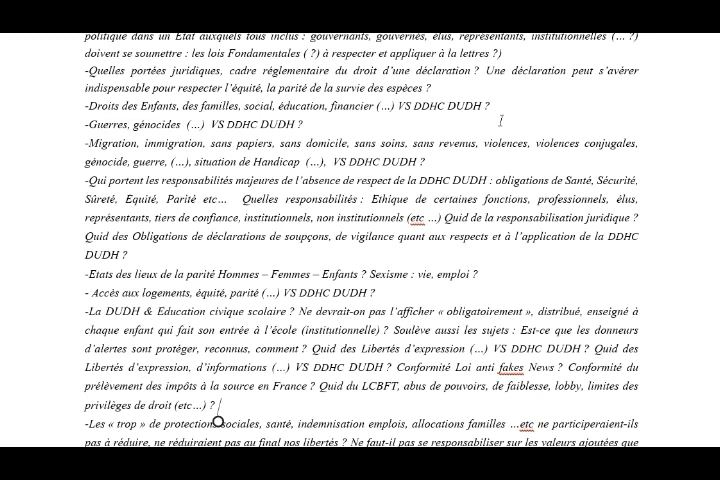 politique dans un Etat auxquels tous inclus : gouvernants, gouvernés, élus, représentants, institutionnelles (... ?)
doivent se soumettre : les lois Fondamentales ( ?) à respecter et appliquer à la lettres ?)
-Quelles portées juridiques, cadre réglementaire du droit d'une déclaration ? Une déclaration peut s'avérer
indispensable pour respecter l'équité, la parité de la survie des espèces ?
-Droits des Enfants, des familles, social, éducation, financier (...) VS DDHC DUDH ?
-Guerres, génocides (...) VS DDHC DUDH ?
-Migration, immigration, sans papiers, sans domicile, sans soins, sans revenus, violences, violences conjugales,
génocide, guerre, (...), situation de Handicap (...), VS DDHC DUDH ?
-Qui portent les responsabilités majeures de l'absence de respect de la DDHC DUDH : obligations de Santé, Sécurité,
Sûreté, Equité, Parité etc... Quelles responsabilités : Ethique de certaines fonctions, professionnels, élus,
représentants, tiers de confiance, institutionnels, non institutionnels (etc ...) Quid de la responsabilisation juridique ?
Quid des Obligations de déclarations de soupçons, de vigilance quant aux respects et à l'application de la DDHC
DUDH ?
-Etats des lieux de la parité Hommes – Femmes – Enfants ? Sexisme : vie, emploi ?
- Accès aux logements, équité, parité (...) VS DDHC DUDH ?
-La DUDH & Education civique scolaire ? Ne devrait-on pas l'afficher « obligatoirement », distribué, enseigné à
chaque enfant qui fait son entrée à l'école (institutionnelle) ? Soulève aussi les sujets : Est-ce que les donneurs
d'alertes sont protéger, reconnus, comment ? Quid des Libertés d'expression (...) VS DDHC DUDH ? Quid des
Libertés d'expression, d'informations (...) VS DDHC DUDH ? Conformité Loi anti fakes News ? Conformité du
prélèvement des impôts à la source en France ? Quid du LCBFT, abus de pouvoirs, de faiblesse, lobby, limites des
privilèges de droit (etc...) ?
-Les « trop » de protections sociales, santé, indemnisation emplois, allocations familles ...etc ne participeraient-ils
pas à réduire, ne réduiraient pas au final nos libertés ? Ne faut-il pas se responsabiliser sur les valeurs ajoutées que